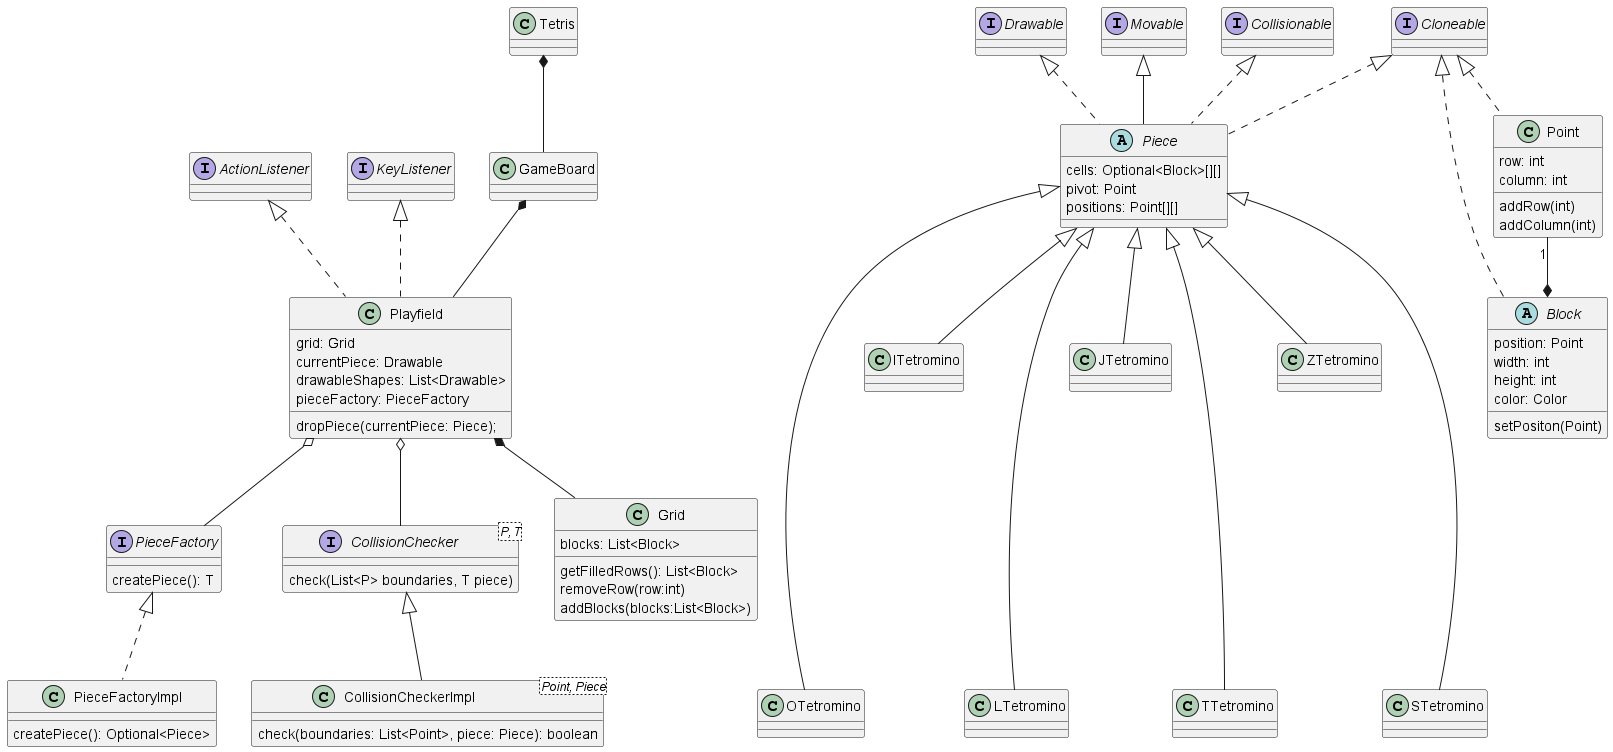 C Tetris
I Drawable
I Movable
I Collisionable
I Cloneable
I ActionListener
I KeyListener
C GameBoard
A Piece
cells: Optional<Block>[][]
pivot: Point
positions: Point[][]
C Point
row: int
column: int
addRow(int)
addColumn(int)
1
C Playfield
grid: Grid
currentPiece: Drawable
drawableShapes: List<Drawable>
pieceFactory: PieceFactory
dropPiece(currentPiece: Piece);
A Block
position: Point
width: int
height: int
color: Color
setPositon(Point)
C ITetromino
C JTetromino
C ZTetromino
I PieceFactory
createPiece(): T
I CollisionChecker
P, T
check(List<P> boundaries, T piece)
C Grid
blocks: List<Block>
getFilledRows(): List<Block>
removeRow(row:int)
addBlocks(blocks:List<Block>)
C PieceFactoryImpl
createPiece(): Optional<Piece>
C CollisionCheckerImpl
Point, Piece
check(boundaries: List<Point>, piece: Piece): boolean
C OTetromino
C LTetromino
C TTetromino
C STetromino